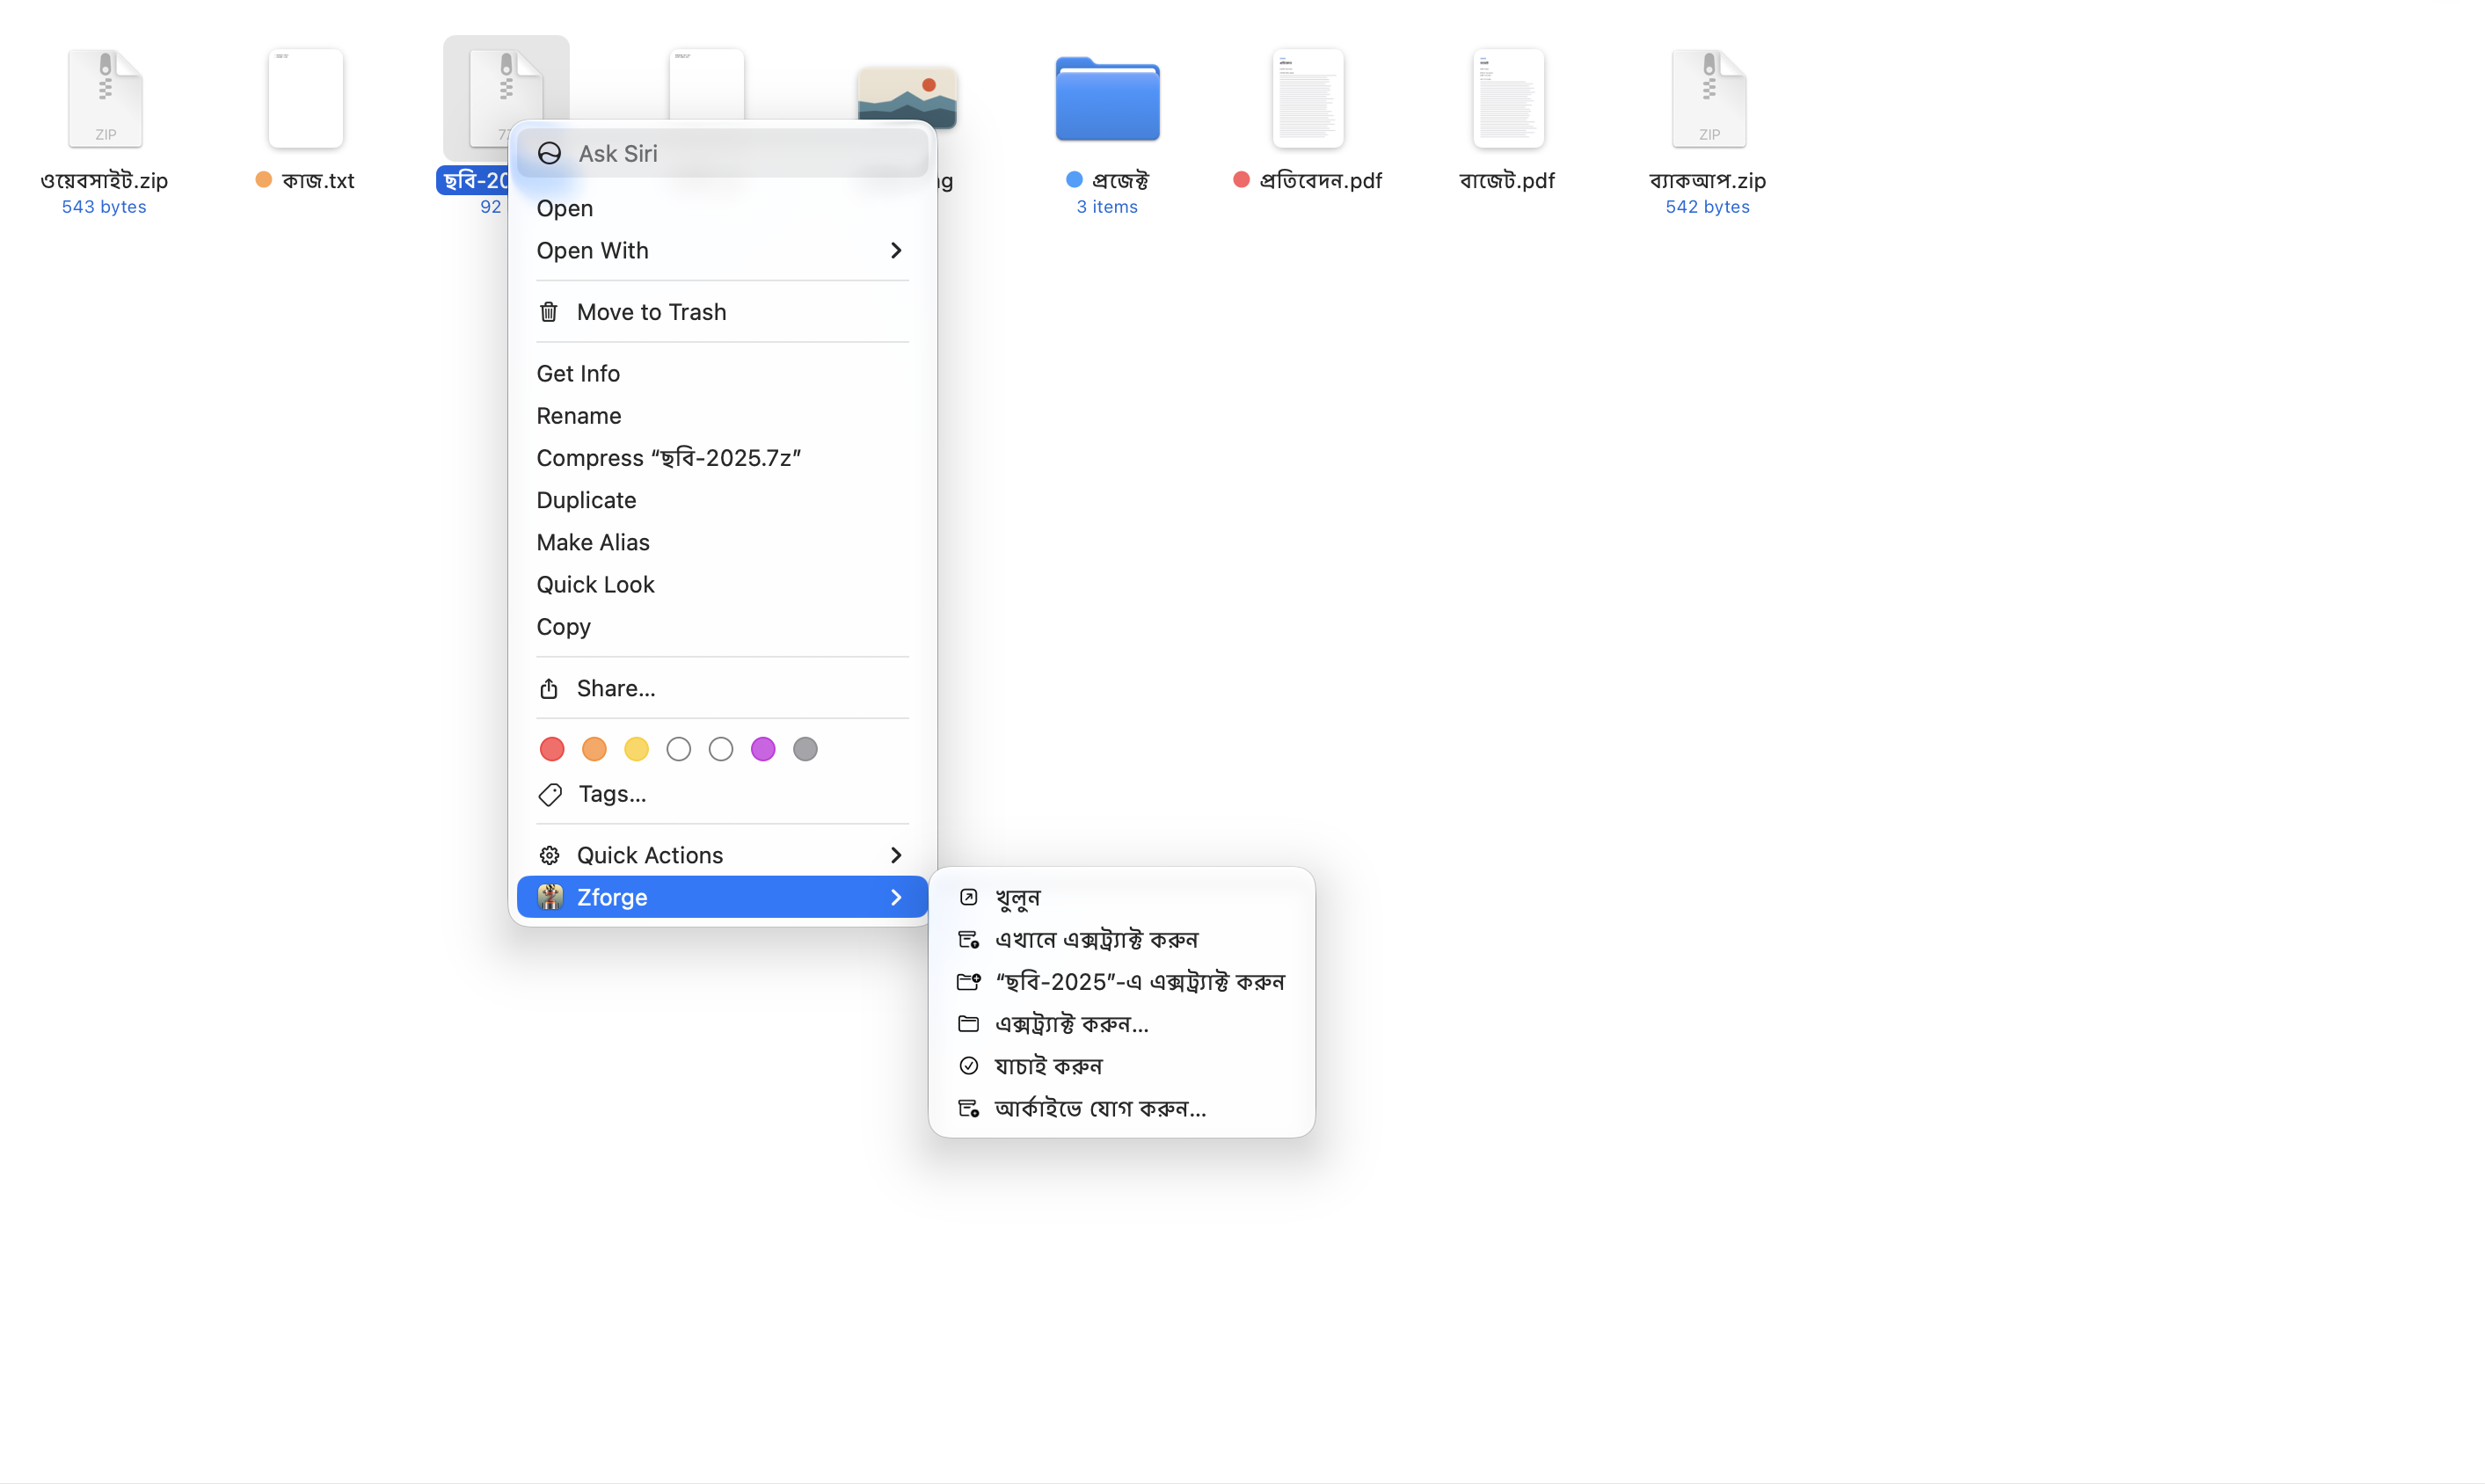 ZIP
ZIP
ওয়েবসাইট.zip
543 bytes
কাজ.txt
92
প্রজেক্ট
3 items
প্রতিবেদন.pdf
বাজেট.pdf
ব্যাকআপ.zip
542 bytes
Ask Siri
Open
Open With
Move to Trash
Get Info
Rename
Compress “ছবি-2025.7z”
Duplicate
Make Alias
Quick Look
Copy
Share...
Tags...
Quick Actions
Zforge
খুলুন
এখানে এক্সট্র্যাক্ট করুন
“ছবি-2025”-এ এক্সট্র্যাক্ট করুন
এক্সট্র্যাক্ট করুন...
যাচাই করুন
আর্কাইভে যোগ করুন...